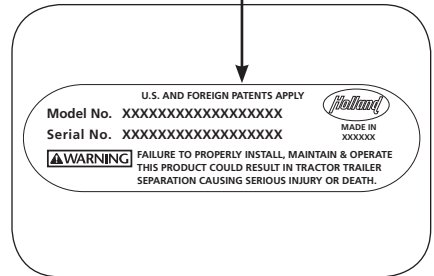 U.S. AND FOREIGN PATENTS APPLY
Holland
Model No. XXXXXXXXXXXXXXXXXX
Serial No. XXXXXXXXXXXXXXXXXX
MADE IN
XXXXXX
WARNING FAILURE TO PROPERLY INSTALL, MAINTAIN & OPERATE
THIS PRODUCT COULD RESULT IN TRACTOR TRAILER
SEPARATION CAUSING SERIOUS INJURY OR DEATH.